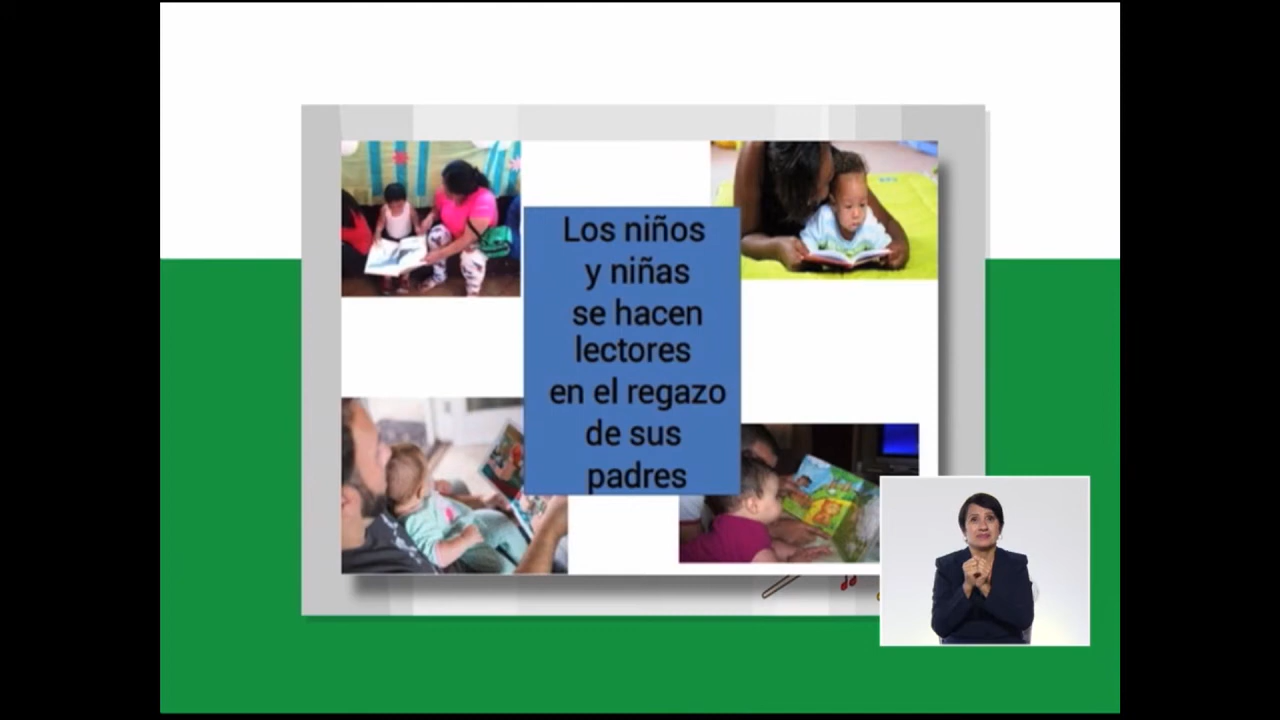 Los niños
y niñas
se hacen
lectores
en el regazo
de sus
padres